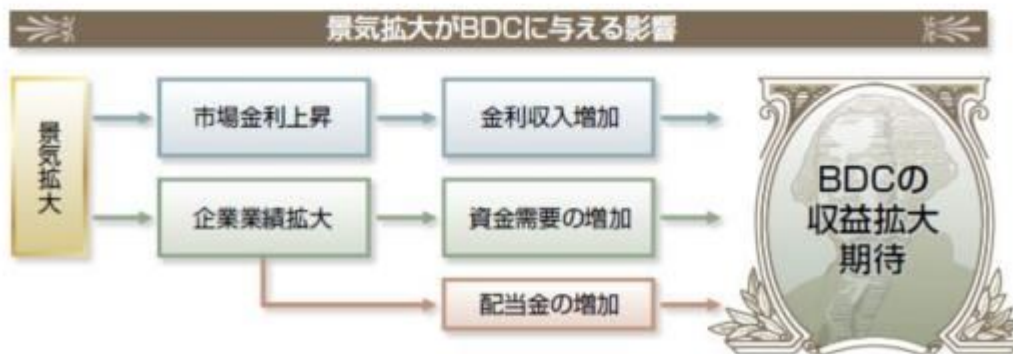 景気拡大がBDCに与える影響
景気拡大
市場金利上昇
金利収入増加
企業業績拡大
資金需要の増加
配当金の増加
BDCの
収益拡大
期待